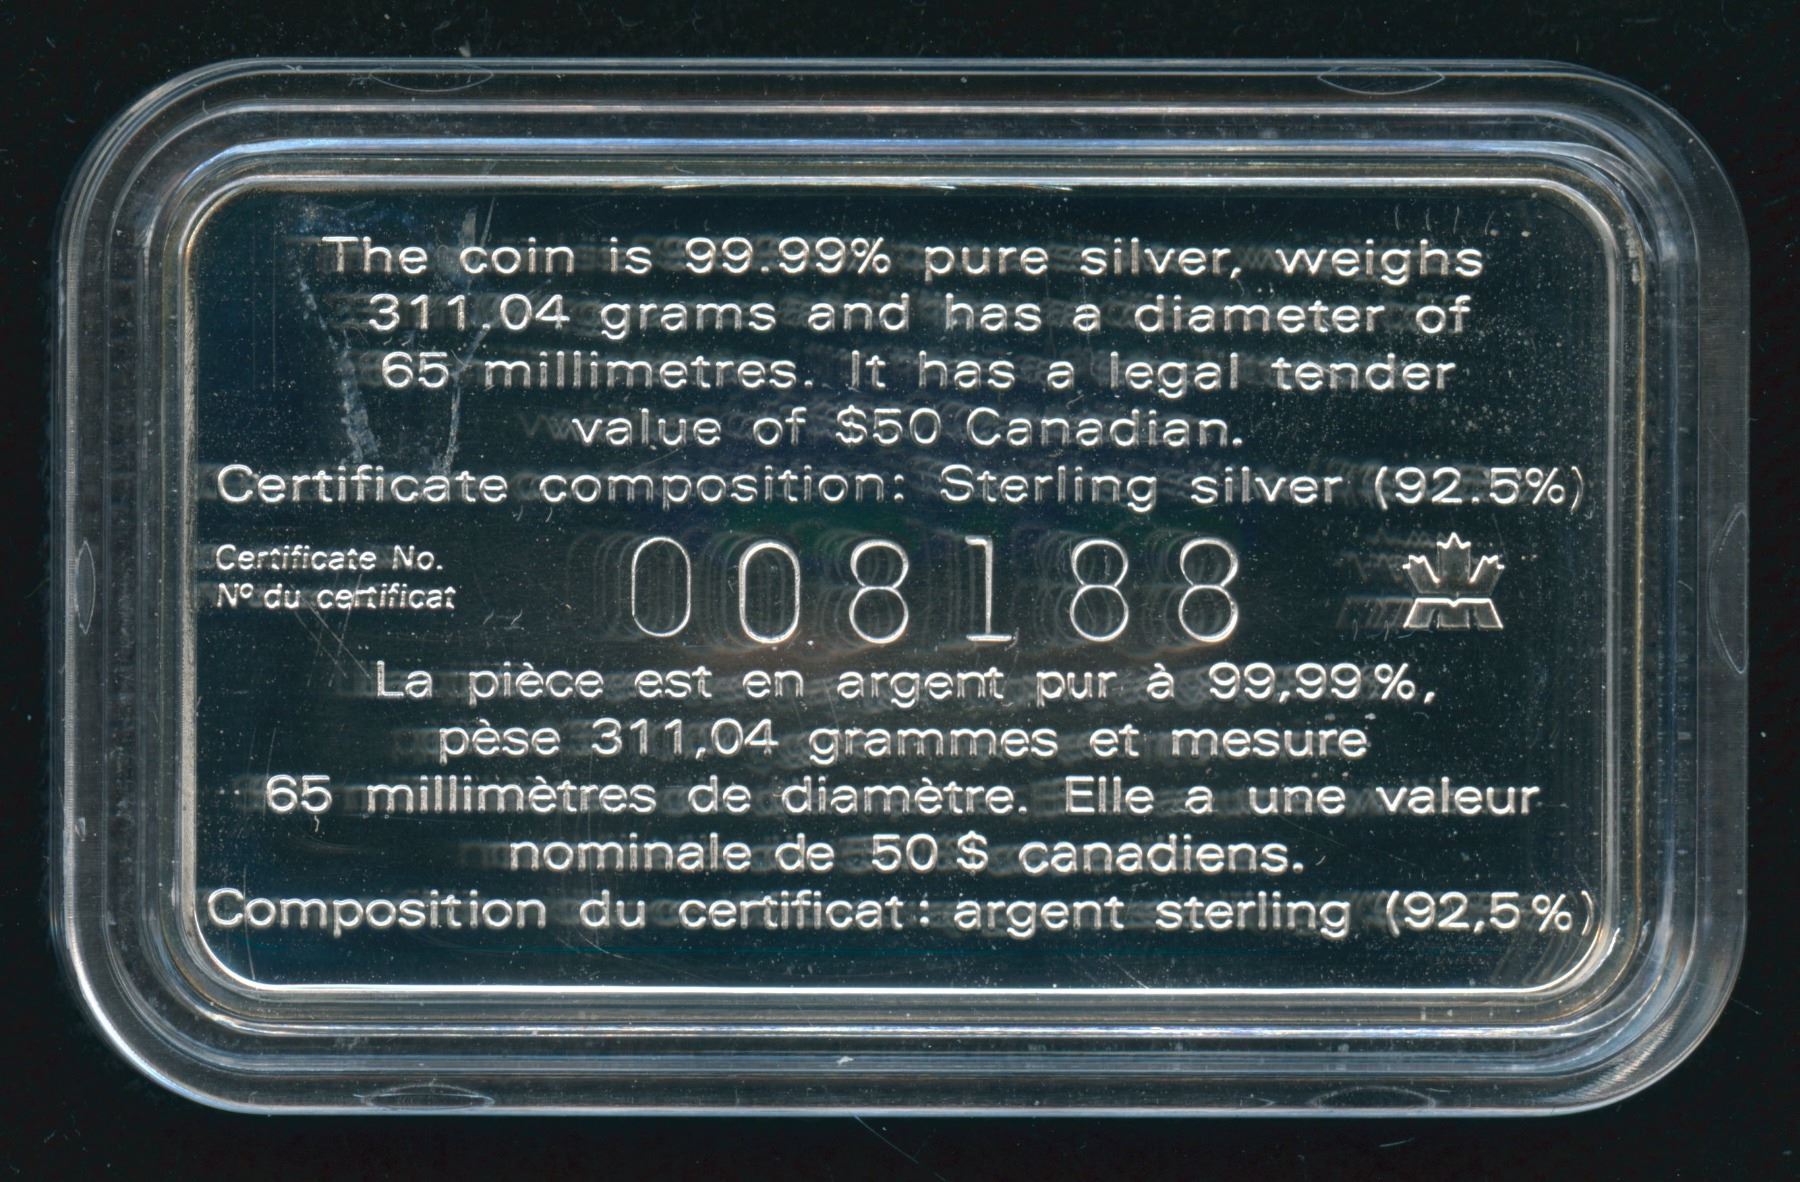 The coin is 99.99% pure silver, weighs
311.04 grams and has a diameter of
65 millimetres. It has a legal tender
value of $50 Canadian.
Certificate composition: Sterling silver (92.5%)
Certificate No.
Nº du certificat
008188
La pièce est en argent pur à 99,99%,
pèse 311,04 grammes et mesure
65 millimètres de diamètre. Elle a une valeur
nominale de 50 $ canadiens.
Composition du certificat : argent sterling (92,5 %)